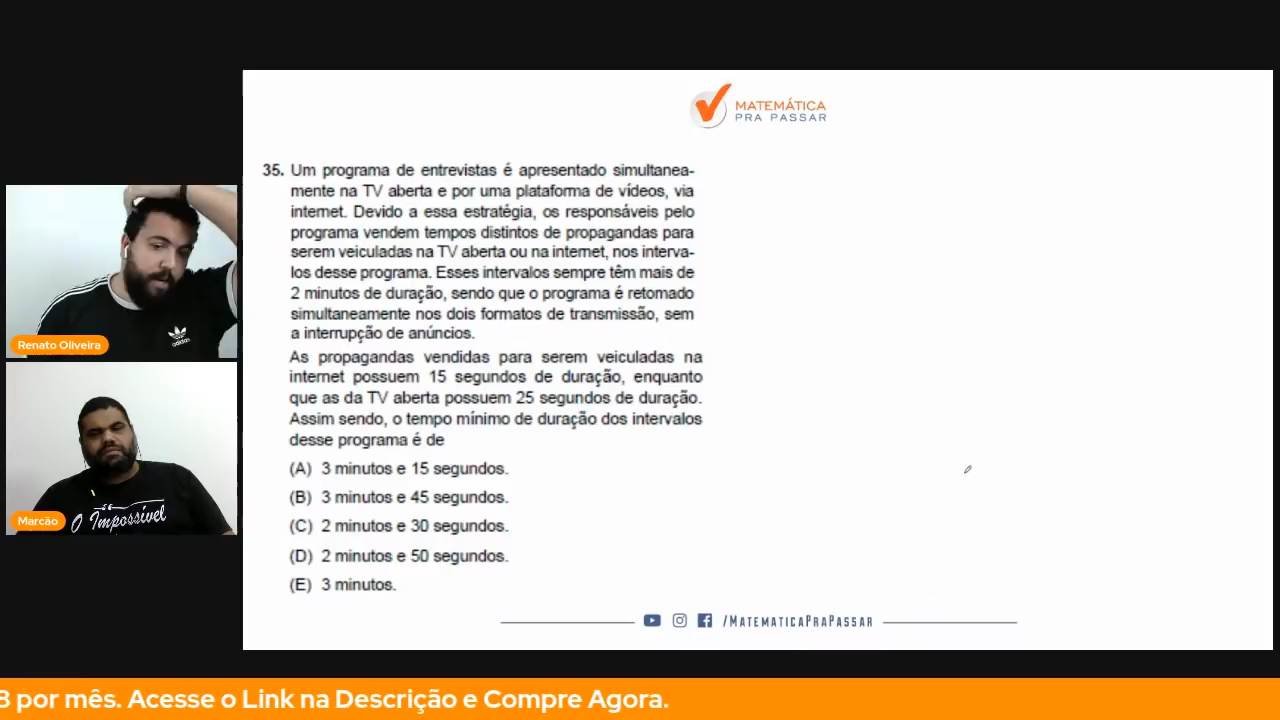 MATEMÁTICA
PRA PASSAR
35. Um programa de entrevistas é apresentado simultanea-
mente na TV aberta e por uma plataforma de vídeos, via
internet. Devido a essa estratégia, os responsáveis pelo
programa vendem tempos distintos de propagandas para
serem veiculadas na TV aberta ou na internet, nos interva-
los desse programa. Esses intervalos sempre têm mais de
2 minutos de duração, sendo que o programa é retomado
simultaneamente nos dois formatos de transmissão, sem
a interrupção de anúncios.
As propagandas vendidas para serem veiculadas na
internet possuem 15 segundos de duração, enquanto
que as da TV aberta possuem 25 segundos de duração.
Assim sendo, o tempo mínimo de duração dos intervalos
desse programa é de
(A) 3 minutos e 15 segundos.
(B) 3 minutos e 45 segundos.
(C) 2 minutos e 30 segundos.
(D) 2 minutos e 50 segundos.
(E) 3 minutos.
/MATEMATICAPRAPASSAR
adidas
Renato Oliveira
O Impossível
Marcão
8 por mês. Acesse o Link na Descrição e Compre Agora.